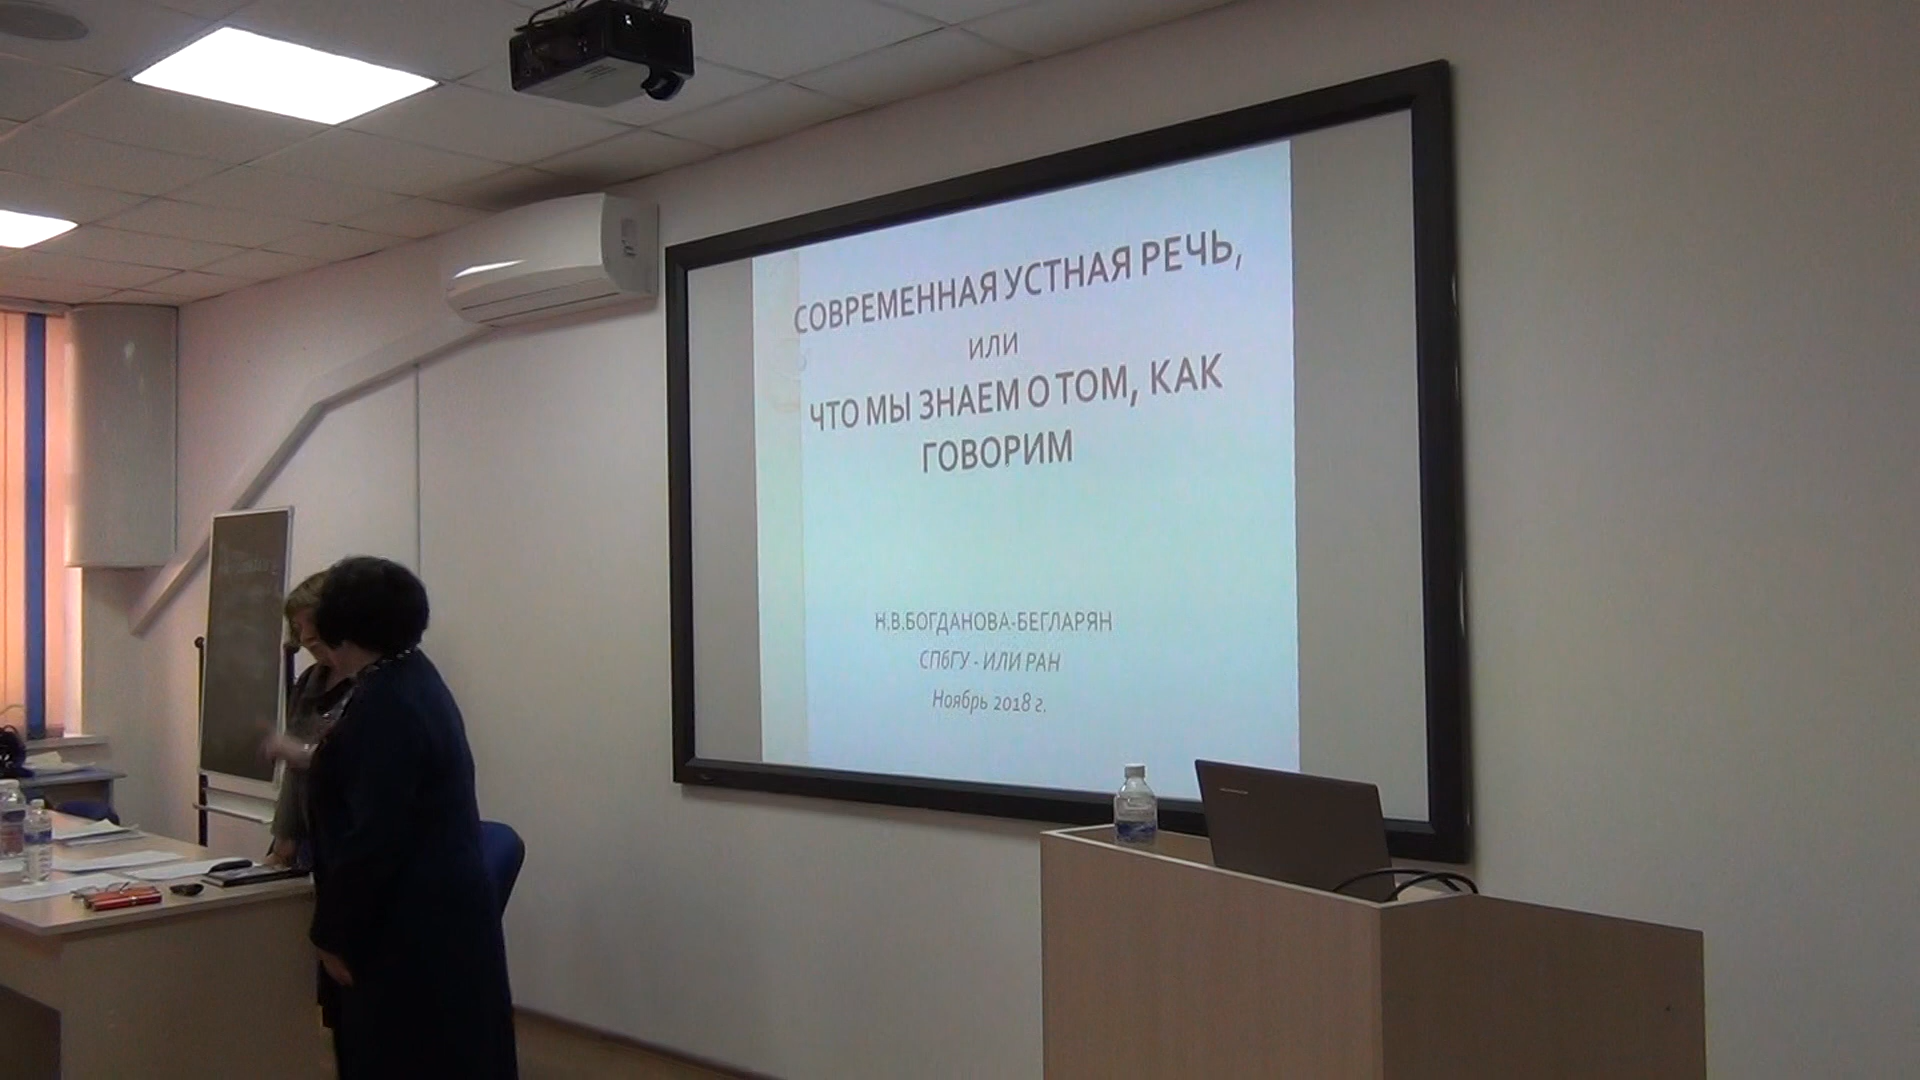 СОВРЕМЕННАЯ УСТНАЯ РЕЧЬ,
ИЛИ
ЧТО МЫ ЗНАЕМ О ТОМ, КАК
ГОВОРИМ
Н.В.БОГДАНОВА-БЕГЛАРЯН
СПбГУ - ИЛИ РАН
Ноябрь 2018 г.